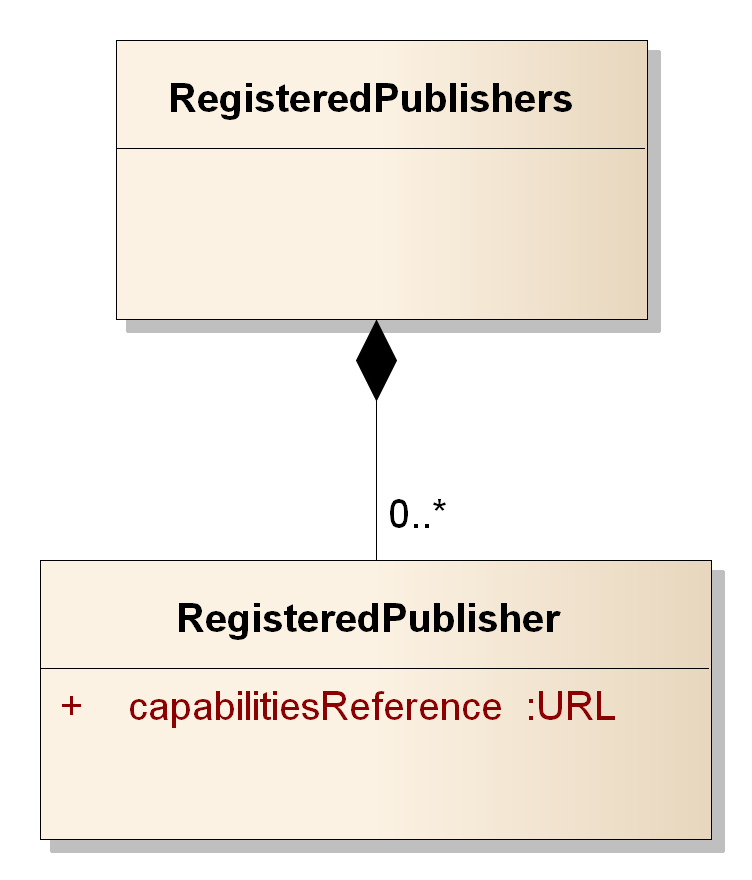 RegisteredPublishers
0..*
RegisteredPublisher
+ capabilitiesReference :URL